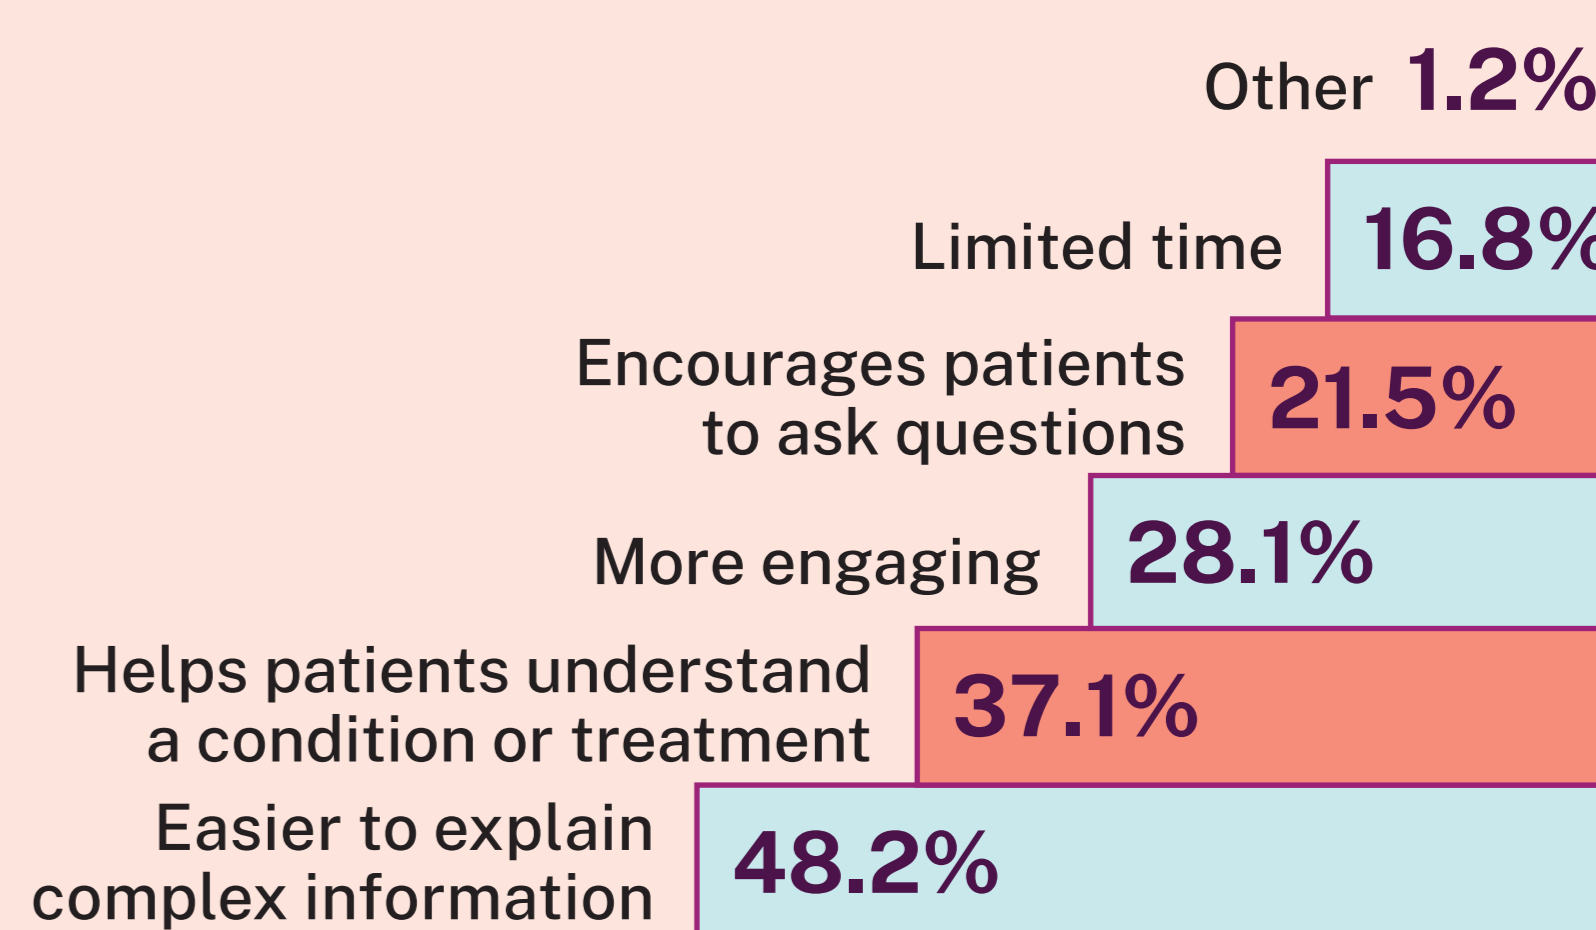 Other 1.2%
Limited time 16.8%
Encourages patients
to ask questions
21.5%
More engaging 28.1%
Helps patients understand
a condition or treatment
37.1%
Easier to explain
complex information
48.2%